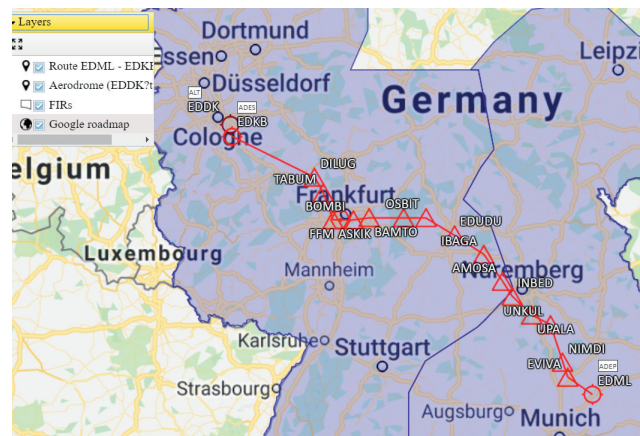 Layers
Route EDML - EDKB
Aerodrome (EDDK?t
FIRs
Google roadmap
Dortmund
Essen
Düsseldorf
Leipzi
Germany
ALT
EDDK
ADES
EDKB
Cologne
elgium
DILUG
TABUM
Frankfurt
BOMBI
OSBIT
FFM
ASKIK
BAMTO
EDUDU
IBAGA
Luxembourg
AMOSA
Nuremberg
Mannheim
INBED
UNKUL
UPALA
Karlsruhe
Stuttgart
NIMDI
EVIVA
ADEP
EDML
Strasbourg
Augsburg
Munich